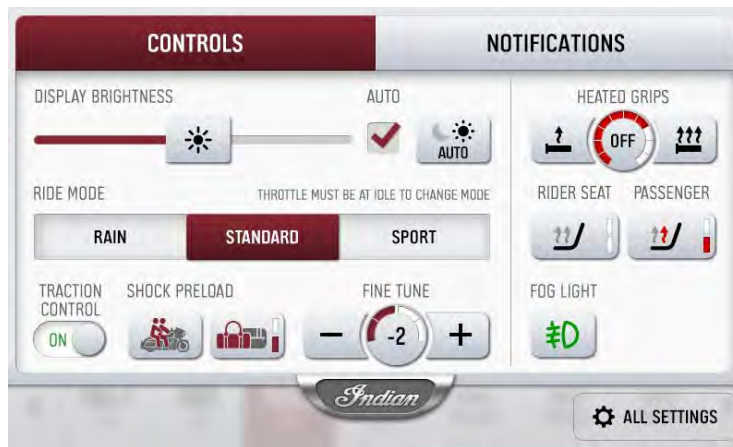 CONTROLS
NOTIFICATIONS
DISPLAY BRIGHTNESS
AUTO
AUTO
HEATED GRIPS
OFF
RIDE MODE
THROTTLE MUST BE AT IDLE TO CHANGE MODE
RAIN
STANDARD
SPORT
RIDER SEAT
PASSENGER
TRACTION
CONTROL
ON
SHOCK PRELOAD
FINE TUNE
-2
FOG LIGHT
Indian
ALL SETTINGS